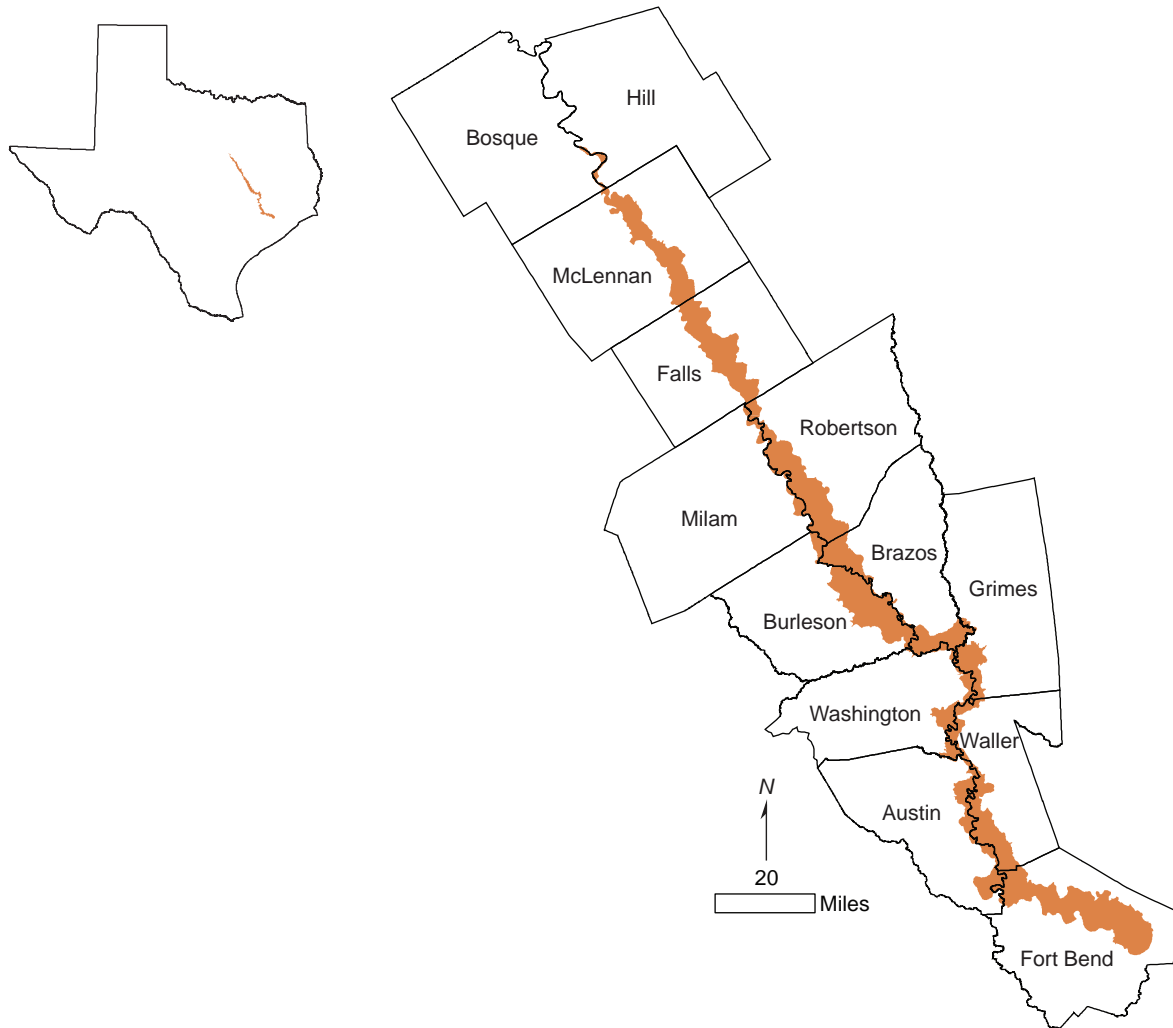 Hill
Bosque
McLennan
Falls
Robertson
Milam
Brazos
Grimes
Burleson
Washington
Waller
N
Austin
20
Miles
Fort Bend